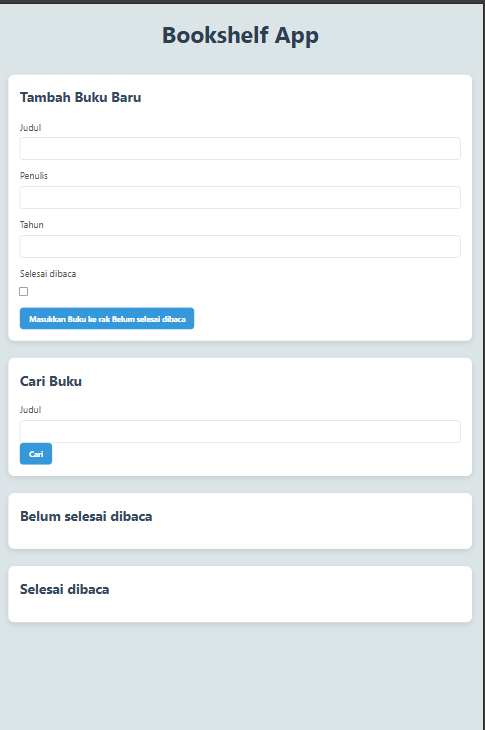 Bookshelf App
Tambah Buku Baru
Judul
Penulis
Tahun
Selesai dibaca
Masukkan Buku ke rak Belum selesai dibaca
Cari Buku
Judul
Cari
Belum selesai dibaca
Selesai dibaca